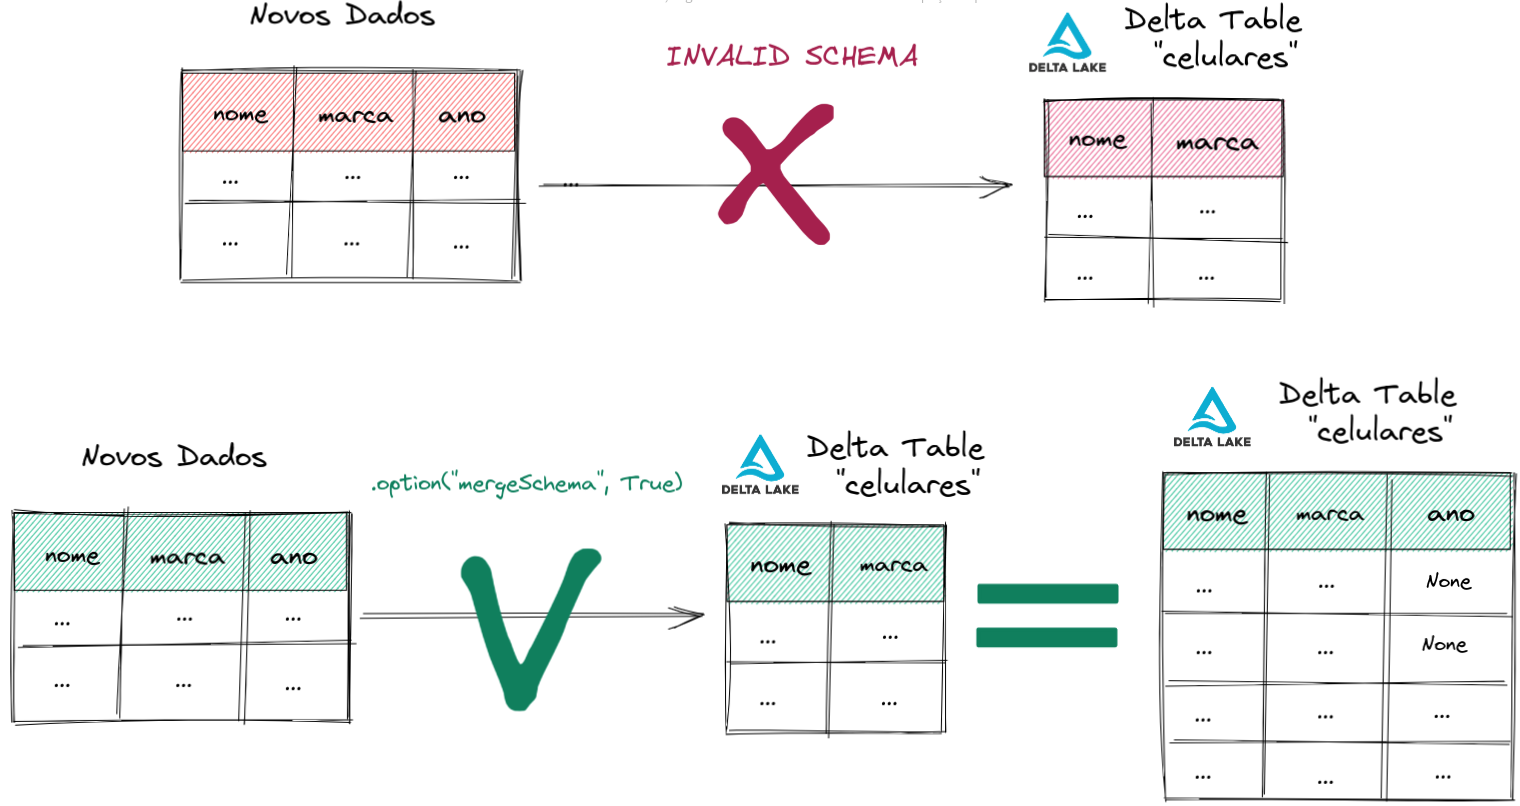 Novos Dados
INVALID SCHEMA
DELTA LAKE
Delta Table
"celulares"
nome marca ano
... ... ...
... ... ...
...
nome marca
... ...
... ...
Novos Dados
.option("mergeSchema", True)
DELTA LAKE
Delta Table
"celulares"
DELTA LAKE
Delta Table
"celulares"
nome marca ano
... ... ...
... ... ...
nome marca
... ...
... ...
nome marca ano
... ... None
... ... None
... ... ...
... ... ...